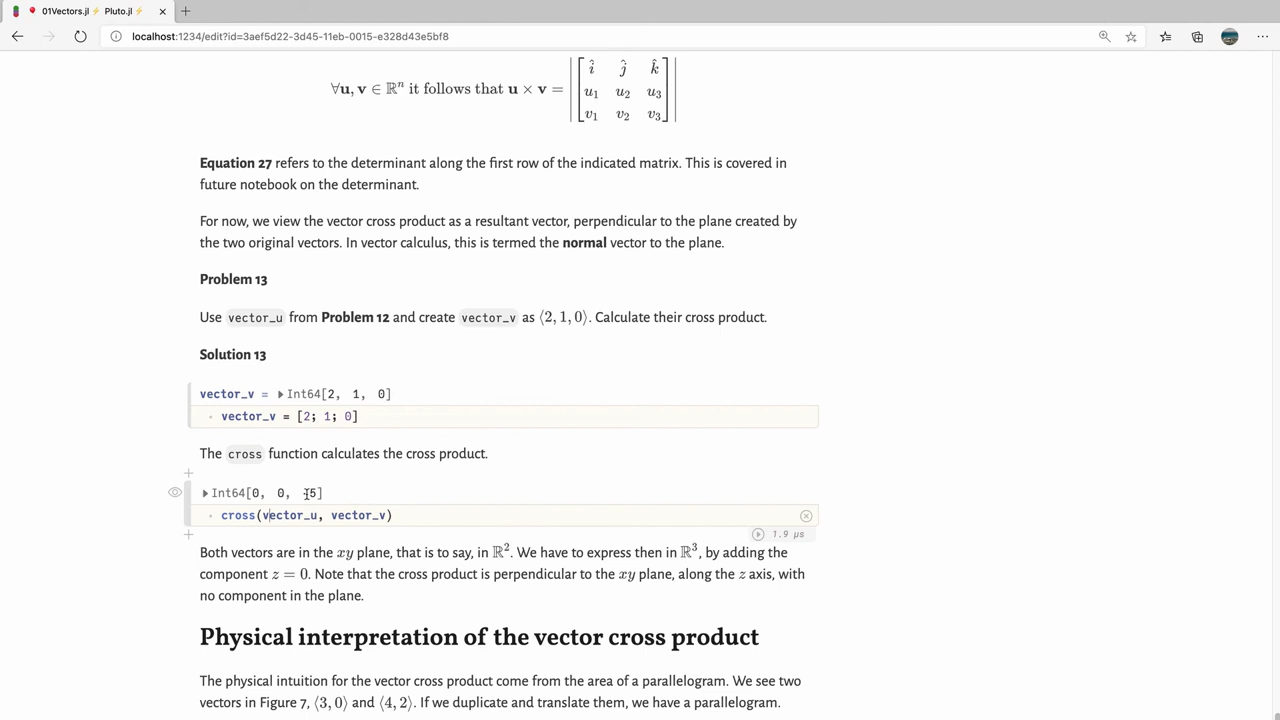 01Vectors.jl ⚡ Pluto.jl ⚡
localhost:1234/edit?id=3aef5d22-3d45-11eb-0015-e328d43e5bf8
∀u, v ∈ ℝⁿ it follows that u × v = |[ î ĵ k̂
u₁ u₂ u₃
v₁ v₂ v₃ ]|
Equation 27 refers to the determinant along the first row of the indicated matrix. This is covered in
future notebook on the determinant.
For now, we view the vector cross product as a resultant vector, perpendicular to the plane created by
the two original vectors. In vector calculus, this is termed the normal vector to the plane.
Problem 13
Use vector_u from Problem 12 and create vector_v as ⟨2, 1, 0⟩. Calculate their cross product.
Solution 13
vector_v = Int64[2, 1, 0]
vector_v = [2; 1; 0]
The cross function calculates the cross product.
Int64[0, 0, 5]
cross(vector_u, vector_v)
1.9 μs
Both vectors are in the xy plane, that is to say, in ℝ². We have to express then in ℝ³, by adding the
component z = 0. Note that the cross product is perpendicular to the xy plane, along the z axis, with
no component in the plane.
Physical interpretation of the vector cross product
The physical intuition for the vector cross product come from the area of a parallelogram. We see two
vectors in Figure 7, ⟨3, 0⟩ and ⟨4, 2⟩. If we duplicate and translate them, we have a parallelogram.